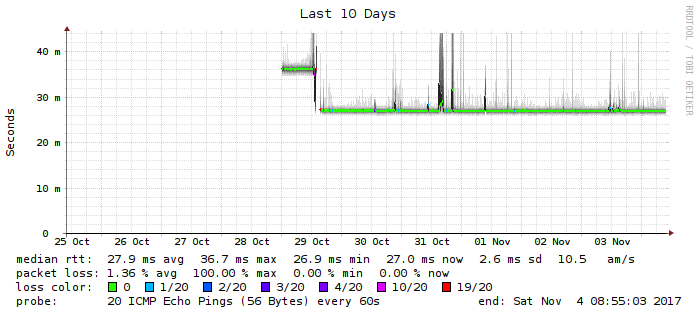 Last 10 Days
RRDTOOL / TOBI OETIKER
Seconds
40 m
30 m
20 m
10 m
0
25 Oct 26 Oct 27 Oct 28 Oct 29 Oct 30 Oct 31 Oct 01 Nov 02 Nov 03 Nov
median rtt: 27.9 ms avg 36.7 ms max 26.9 ms min 27.0 ms now 2.6 ms sd 10.5 am/s
packet loss: 1.36 % avg 100.00 % max 0.00 % min 0.00 % now
loss color: 0 1/20 2/20 3/20 4/20 10/20 19/20
probe: 20 ICMP Echo Pings (56 Bytes) every 60s end: Sat Nov 4 08:55:03 2017